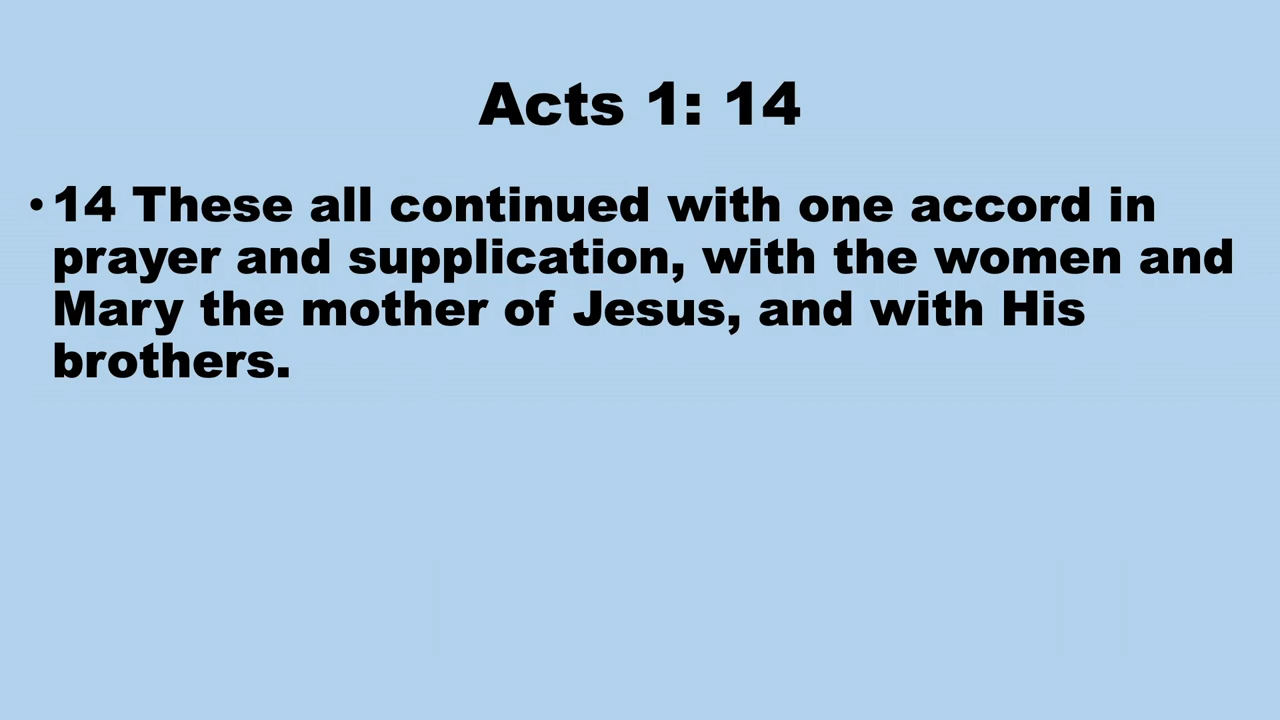 Acts 1: 14
• 14 These all continued with one accord in
prayer and supplication, with the women and
Mary the mother of Jesus, and with His
brothers.